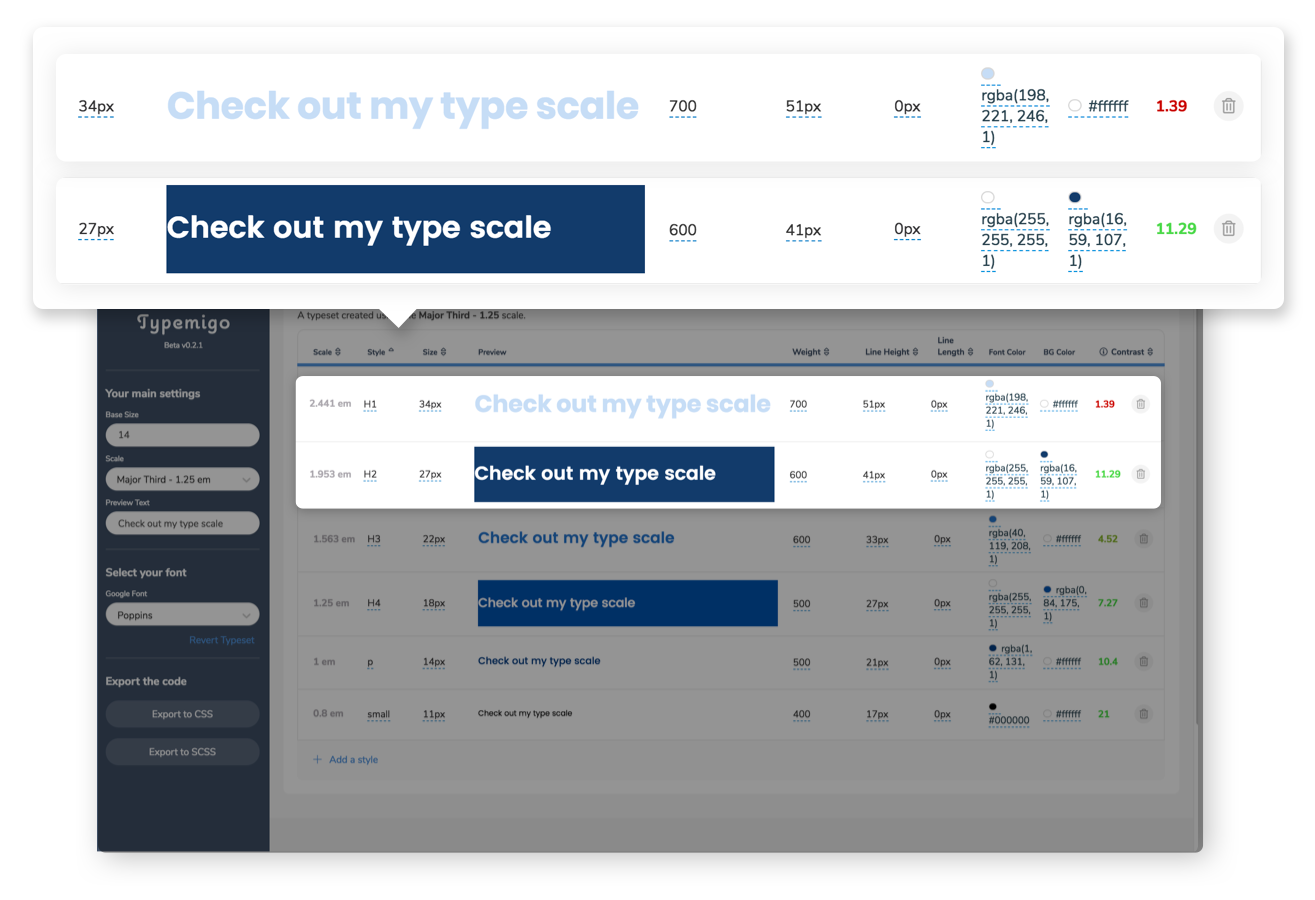 34px Check out my type scale 700 51px 0px rgba(198, 221, 246, 1) #ffffff 1.39
27px Check out my type scale 600 41px 0px rgba(255, 255, 255, 1) rgba(16, 59, 107, 1) 11.29
Typemigo
Beta v0.2.1
Your main settings
Base Size
14
Scale
Major Third - 1.25 em
Preview Text
Check out my type scale
Select your font
Google Font
Poppins
Revert Typeset
Export the code
Export to CSS
Export to SCSS
A typeset created us e Major Third - 1.25 scale.
Scale Style Size Preview Weight Line Height Line Length Font Color BG Color Contrast
2.441 em H1 34px Check out my type scale 700 51px 0px rgba(198, 221, 246, 1) #ffffff 1.39
1.953 em H2 27px Check out my type scale 600 41px 0px rgba(255, 255, 255, 1) rgba(16, 59, 107, 1) 11.29
1.563 em H3 22px Check out my type scale 600 33px 0px rgba(40, 119, 208, 1) #ffffff 4.52
1.25 em H4 18px Check out my type scale 500 27px 0px rgba(255, 255, 255, 1) rgba(0, 84, 175, 1) 7.27
1 em p 14px Check out my type scale 500 21px 0px rgba(1, 62, 131, 1) #ffffff 10.4
0.8 em small 11px Check out my type scale 400 17px 0px #000000 #ffffff 21
+ Add a style